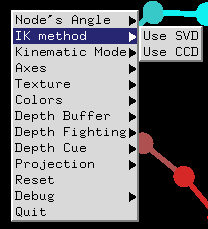 Node's Angle
IK method
Kinematic Mode
Axes
Texture
Colors
Depth Buffer
Depth Fighting
Depth Cue
Projection
Reset
Debug
Quit
Use SVD
Use CCD